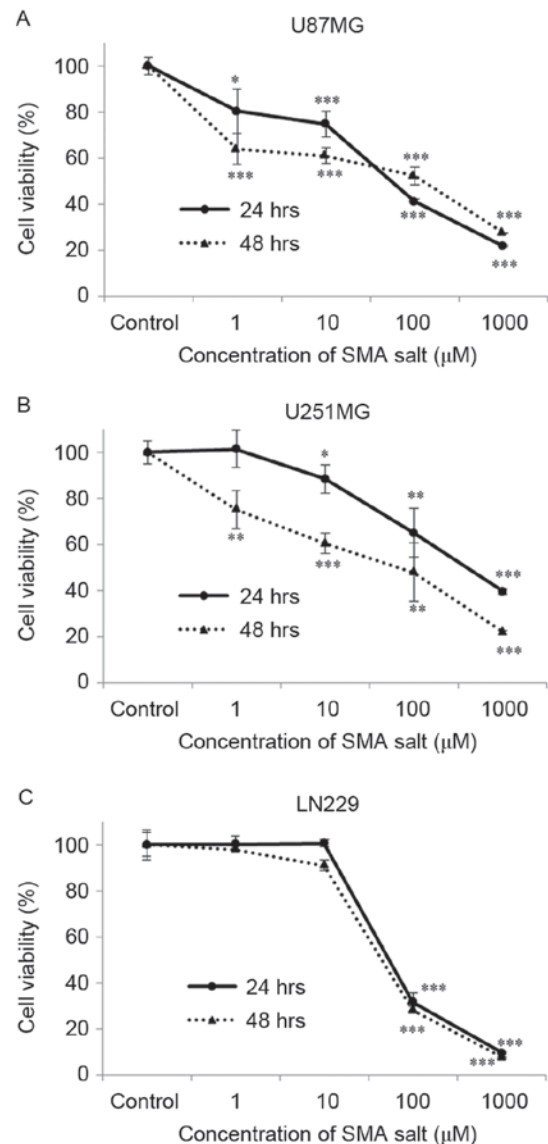 A
U87MG
Cell viability (%)
100
80
60
40
20
0
*
***
***
***
***
***
***
***
24 hrs
48 hrs
Control 1 10 100 1000
Concentration of SMA salt (μM)
B
U251MG
Cell viability (%)
100
80
60
40
20
0
*
**
***
**
***
**
***
24 hrs
48 hrs
Control 1 10 100 1000
Concentration of SMA salt (μM)
C
LN229
Cell viability (%)
100
80
60
40
20
0
***
***
***
***
24 hrs
48 hrs
Control 1 10 100 1000
Concentration of SMA salt (μM)